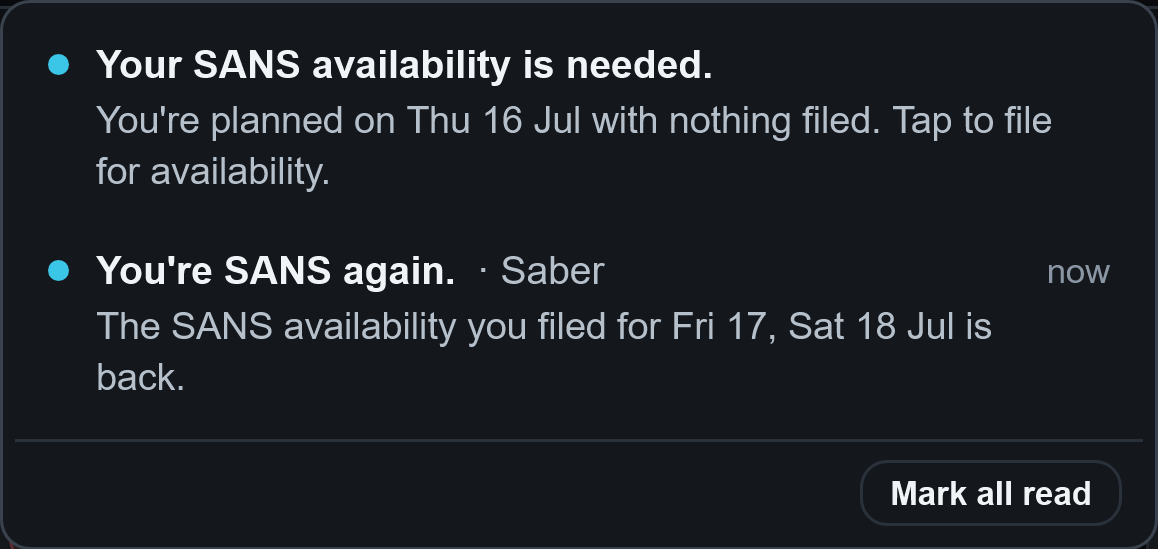 Your SANS availability is needed.
You're planned on Thu 16 Jul with nothing filed. Tap to file
for availability.
You're SANS again. · Saber now
The SANS availability you filed for Fri 17, Sat 18 Jul is
back.
Mark all read